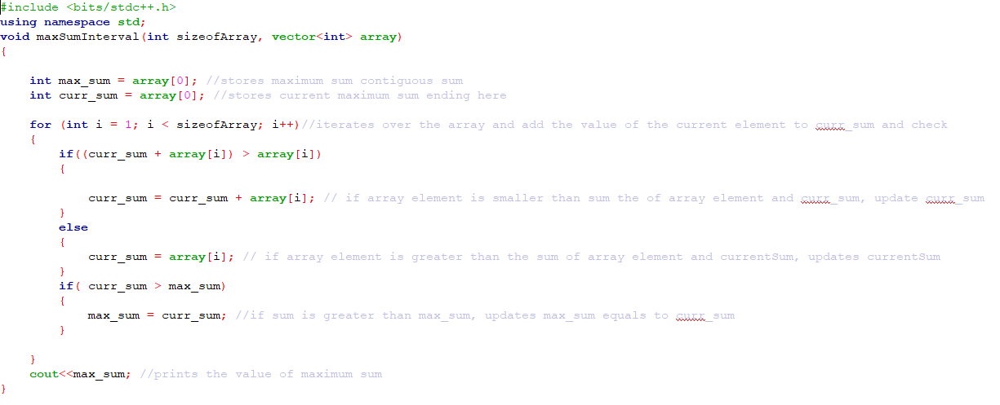 #include <bits/stdc++.h>
using namespace std;
void maxSumInterval(int sizeofArray, vector<int> array)
{
int max_sum = array[0]; //stores maximum sum contiguous sum
int curr_sum = array[0]; //stores current maximum sum ending here
for (int i = 1; i < sizeofArray; i++)//iterates over the array and add the value of the current element to curr_sum and check
{
if((curr_sum + array[i]) > array[i])
{
curr_sum = curr_sum + array[i]; // if array element is smaller than sum the of array element and curr_sum, update curr_sum
}
else
{
curr_sum = array[i]; // if array element is greater than the sum of array element and currentSum, updates currentSum
}
if( curr_sum > max_sum)
{
max_sum = curr_sum; //if sum is greater than max_sum, updates max_sum equals to curr_sum
}
}
cout<<max_sum; //prints the value of maximum sum
}